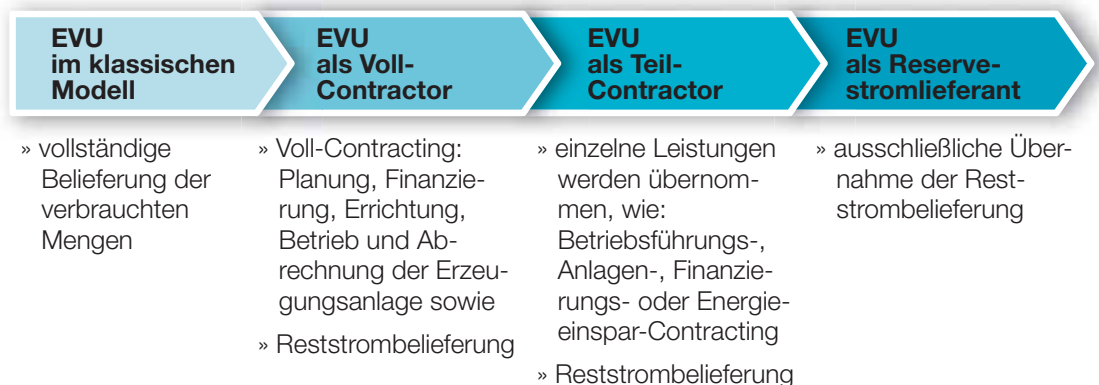 EVU
im klassischen
Modell
» vollständige
Belieferung der
verbrauchten
Mengen
EVU
als Voll-
Contractor
» Voll-Contracting:
Planung, Finanzie-
rung, Errichtung,
Betrieb und Ab-
rechnung der Erzeu-
gungsanlage sowie
» Reststrombelieferung
EVU
als Teil-
Contractor
» einzelne Leistungen
werden übernom-
men, wie:
Betriebsführungs-,
Anlagen-, Finanzie-
rungs- oder Energie-
einspar-Contracting
» Reststrombelieferung
EVU
als Reserve-
stromlieferant
» ausschließliche Über-
nahme der Rest-
strombelieferung